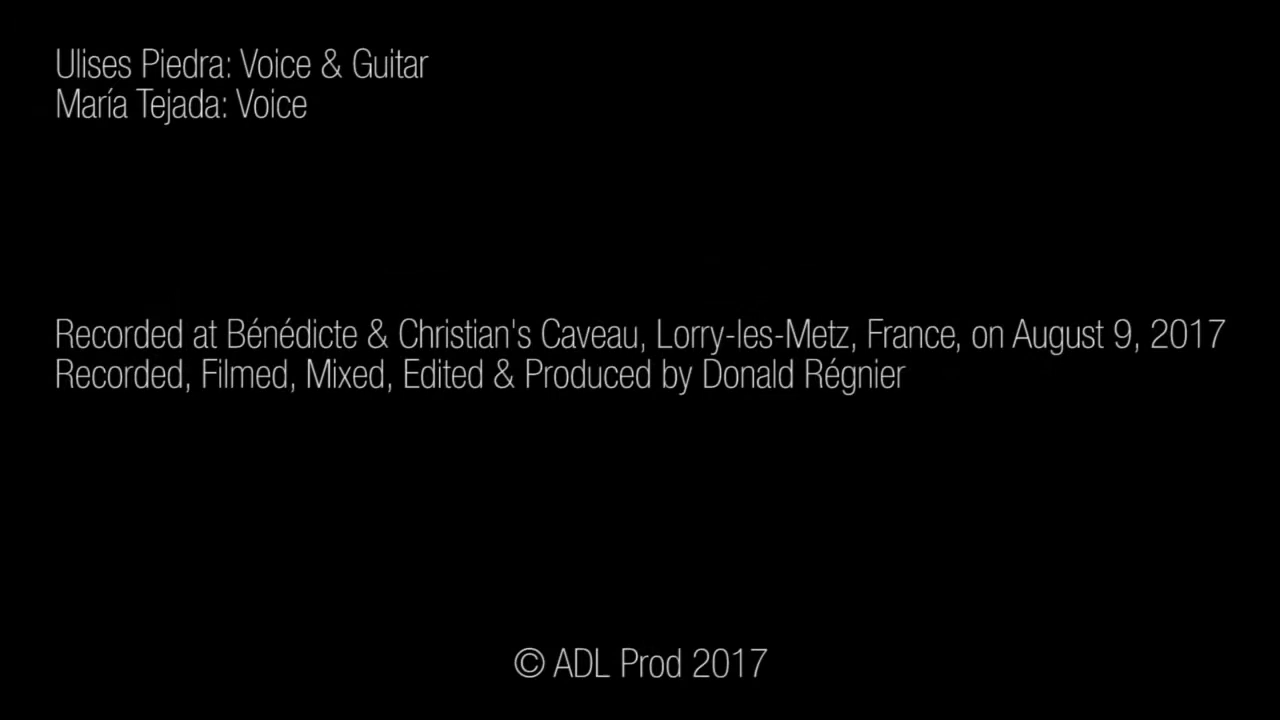 Ulises Piedra: Voice & Guitar
María Tejada: Voice
Recorded at Bénédicte & Christian's Caveau, Lorry-les-Metz, France, on August 9, 2017
Recorded, Filmed, Mixed, Edited & Produced by Donald Régnier
© ADL Prod 2017